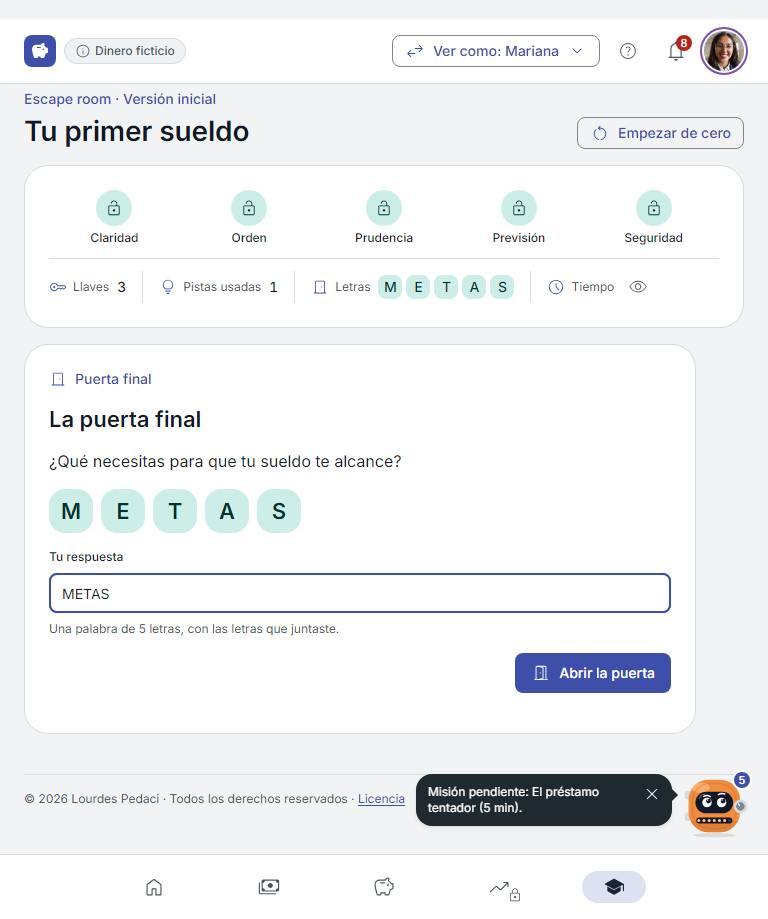 Dinero ficticio
Ver como: Mariana
8
Escape room · Versión inicial
Tu primer sueldo
Empezar de cero
Claridad
Orden
Prudencia
Previsión
Seguridad
Llaves 3
Pistas usadas 1
Letras M E T A S
Tiempo
Puerta final
La puerta final
¿Qué necesitas para que tu sueldo te alcance?
M E T A S
Tu respuesta
METAS
Una palabra de 5 letras, con las letras que juntaste.
Abrir la puerta
© 2026 Lourdes Pedaci · Todos los derechos reservados · Licencia
Misión pendiente: El préstamo
tentador (5 min).
5